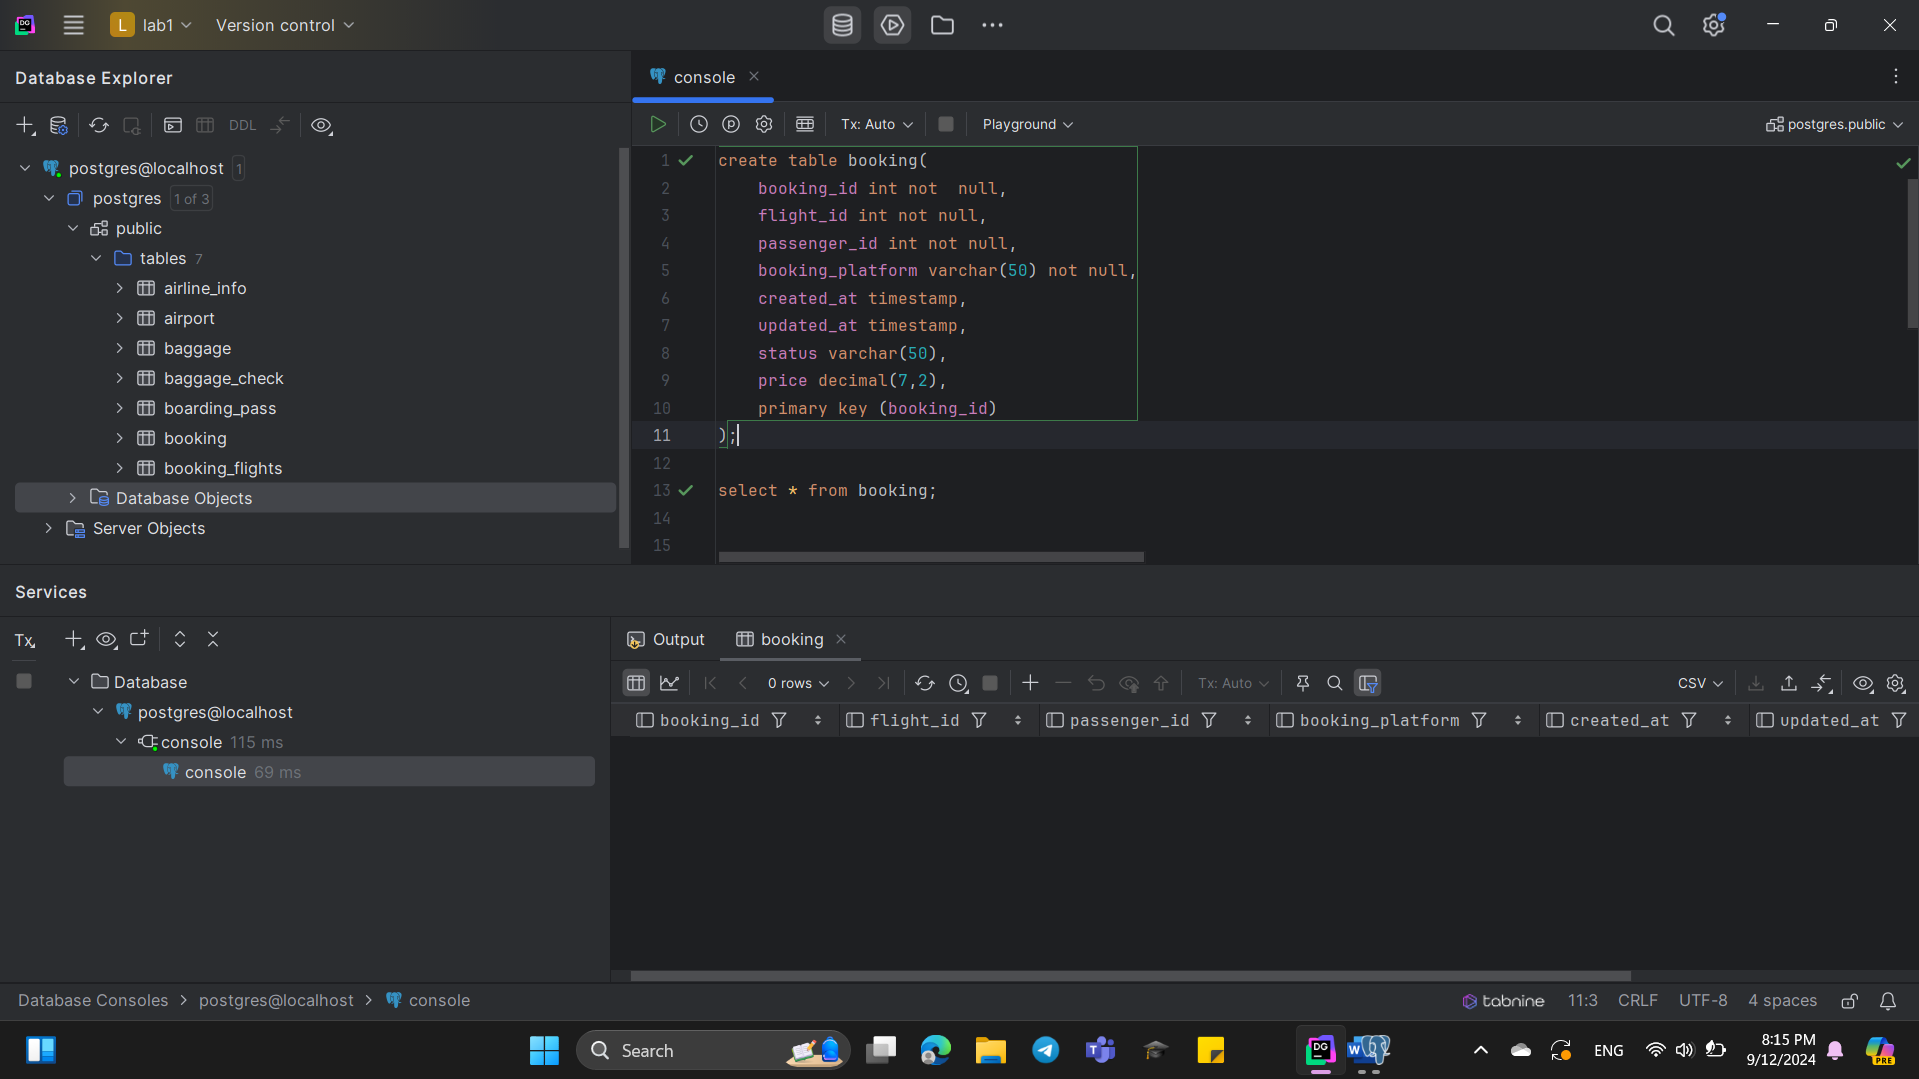 L lab1 Version control
Database Explorer
DDL
postgres@localhost 1
postgres 1 of 3
public
tables 7
airline_info
airport
baggage
baggage_check
boarding_pass
booking
booking_flights
Database Objects
Server Objects
console
Tx: Auto Playground postgres.public
1 create table booking(
2 booking_id int not  null,
3 flight_id int not null,
4 passenger_id int not null,
5 booking_platform varchar(50) not null,
6 created_at timestamp,
7 updated_at timestamp,
8 status varchar(50),
9 price decimal(7,2),
10 primary key (booking_id)
11 );
12
13 select * from booking;
14
15
Services
Tx
Database
postgres@localhost
console 115 ms
console 69 ms
Output booking
0 rows Tx: Auto CSV
booking_id flight_id passenger_id booking_platform created_at updated_at
Database Consoles > postgres@localhost > console
tabnine 11:3 CRLF UTF-8 4 spaces
Search
DG
W
ENG
8:15 PM
9/12/2024
PRE